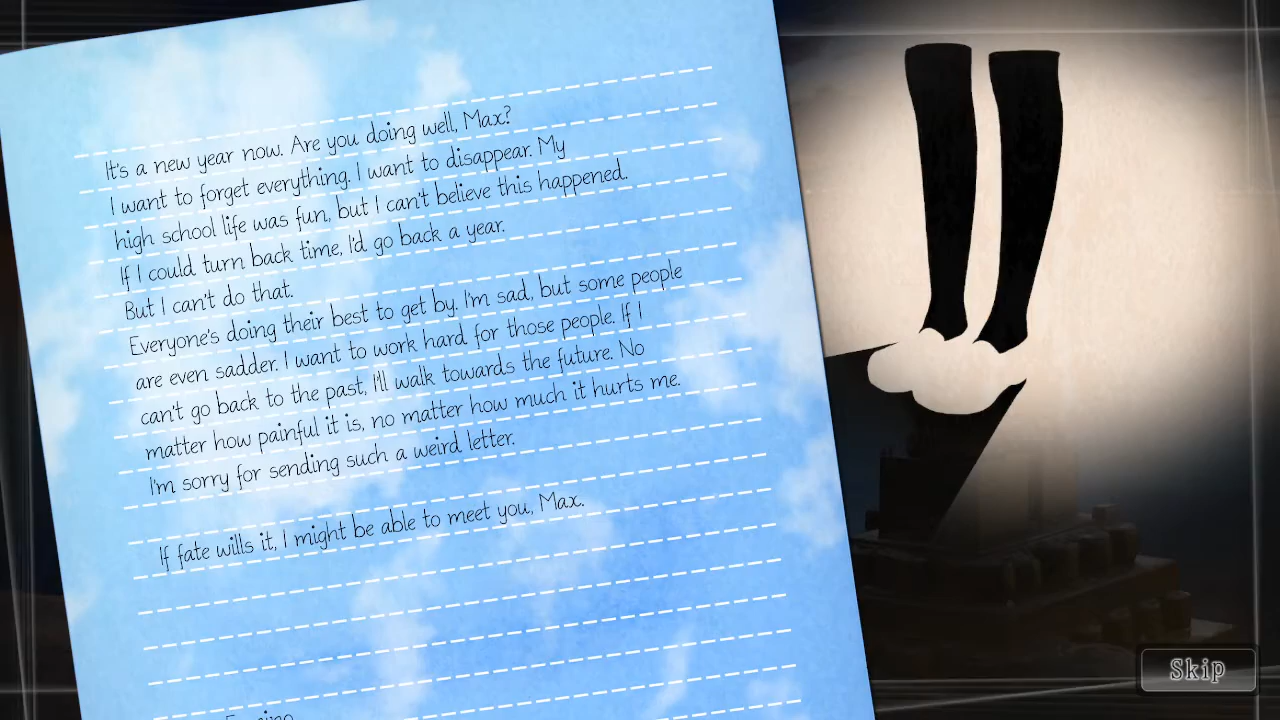 It's a new year now. Are you doing well, Max?
I want to forget everything. I want to disappear. My
high school life was fun, but I can't believe this happened.
If I could turn back time, I'd go back a year.
But I can't do that.
Everyone's doing their best to get by. I'm sad, but some people
are even sadder. I want to work hard for those people. If I
can't go back to the past, I'll walk towards the future. No
matter how painful it is, no matter how much it hurts me.
I'm sorry for sending such a weird letter.
If fate wills it, I might be able to meet you, Max.
Skip